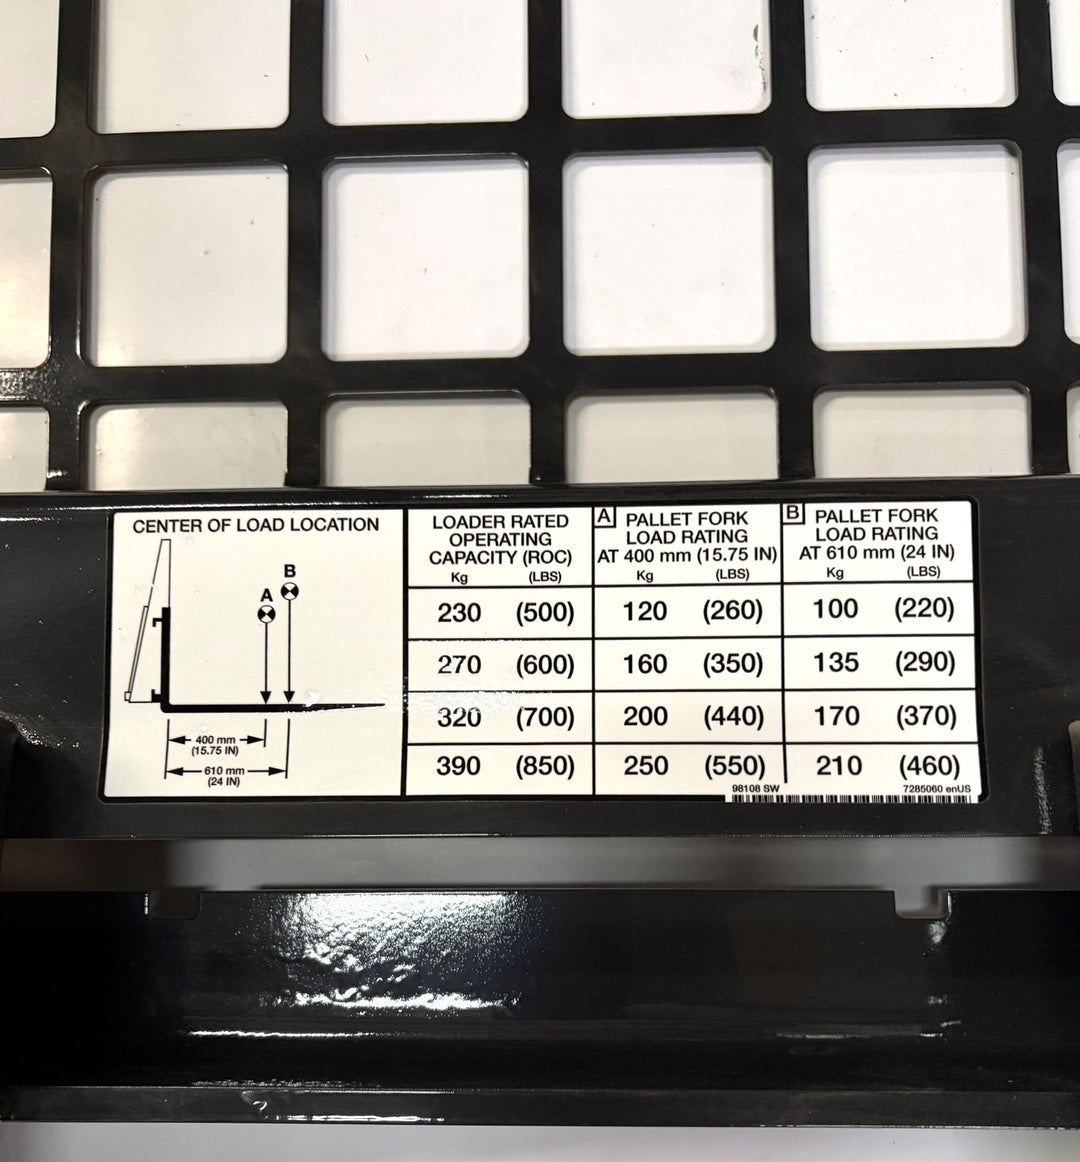 CENTER OF LOAD LOCATION
B
A
400 mm
(15.75 IN)
610 mm
(24 IN)
LOADER RATED
OPERATING
CAPACITY (ROC)
Kg (LBS)
A PALLET FORK
LOAD RATING
AT 400 mm (15.75 IN)
Kg (LBS)
B PALLET FORK
LOAD RATING
AT 610 mm (24 IN)
Kg (LBS)
230 (500) 120 (260) 100 (220)
270 (600) 160 (350) 135 (290)
320 (700) 200 (440) 170 (370)
390 (850) 250 (550) 210 (460)
98108 SW 7285060 enUS